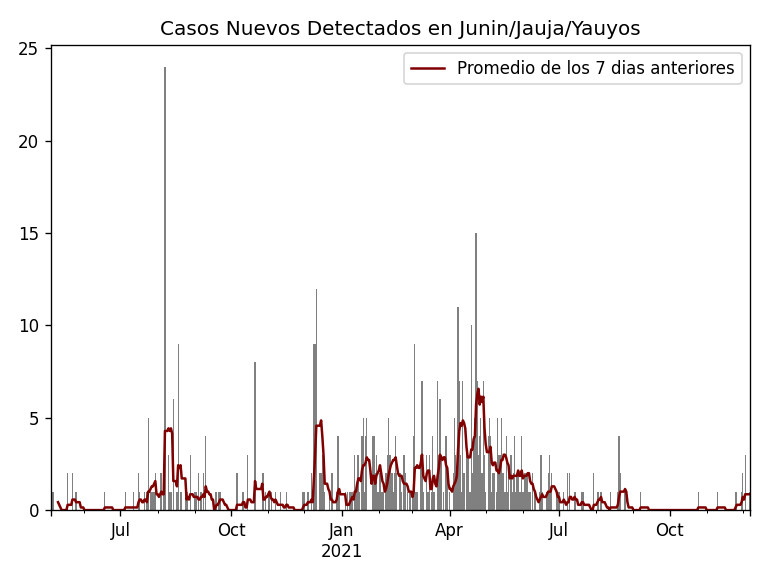 Casos Nuevos Detectados en Junin/Jauja/Yauyos
Promedio de los 7 dias anteriores
25
20
15
10
5
0
Jul
Oct
Jan
2021
Apr
Jul
Oct